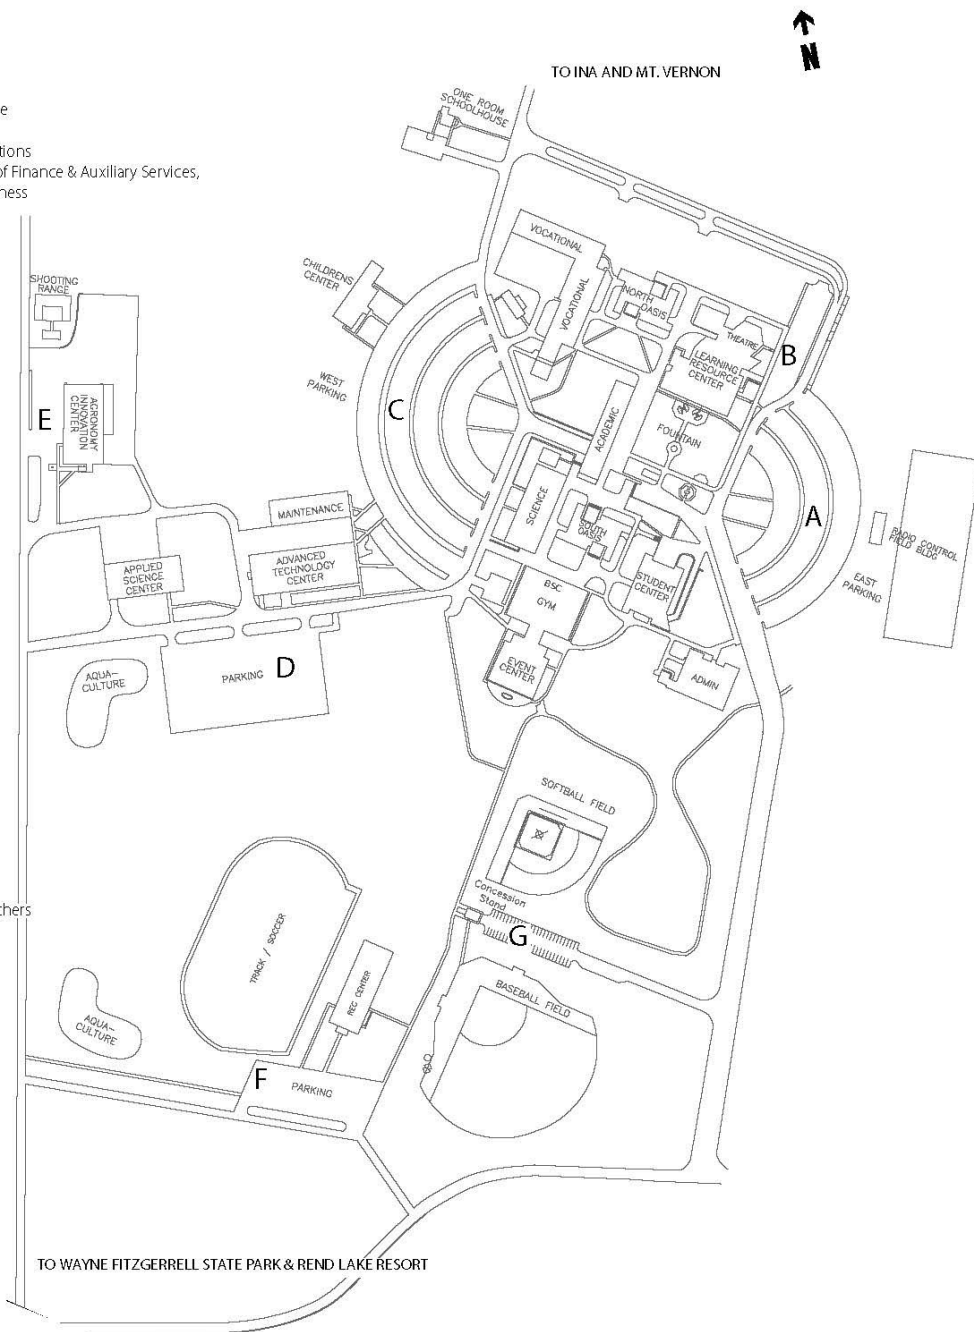 N
TO INA AND MT. VERNON
ONE ROOM
SCHOOLHOUSE
e
tions
of Finance & Auxiliary Services,
ness
VOCATIONAL
VOCATIONAL
CHILDRENS
CENTER
SHOOTING
RANGE
NORTH
OASIS
THEATRE
B
LEARNING
RESOURCE
CENTER
WEST
PARKING
C
E
AGRONOMY
INNOVATION
CENTER
ACADEMIC
FOUNTAIN
SCIENCE
MAINTENANCE
A
SOUTH
OASIS
RADIO CONTROL
FIELD BLDG
ADVANCED
TECHNOLOGY
CENTER
APPLIED
SCIENCE
CENTER
BSC
GYM
STUDENT
CENTER
EAST
PARKING
EVENT
CENTER
ADMIN
AQUA-
CULTURE
PARKING
D
SOFTBALL FIELD
Concession
Stand
G
chers
TRACK / SOCCER
REC CENTER
BASEBALL FIELD
AQUA-
CULTURE
F
PARKING
TO WAYNE FITZGERRELL STATE PARK & REND LAKE RESORT